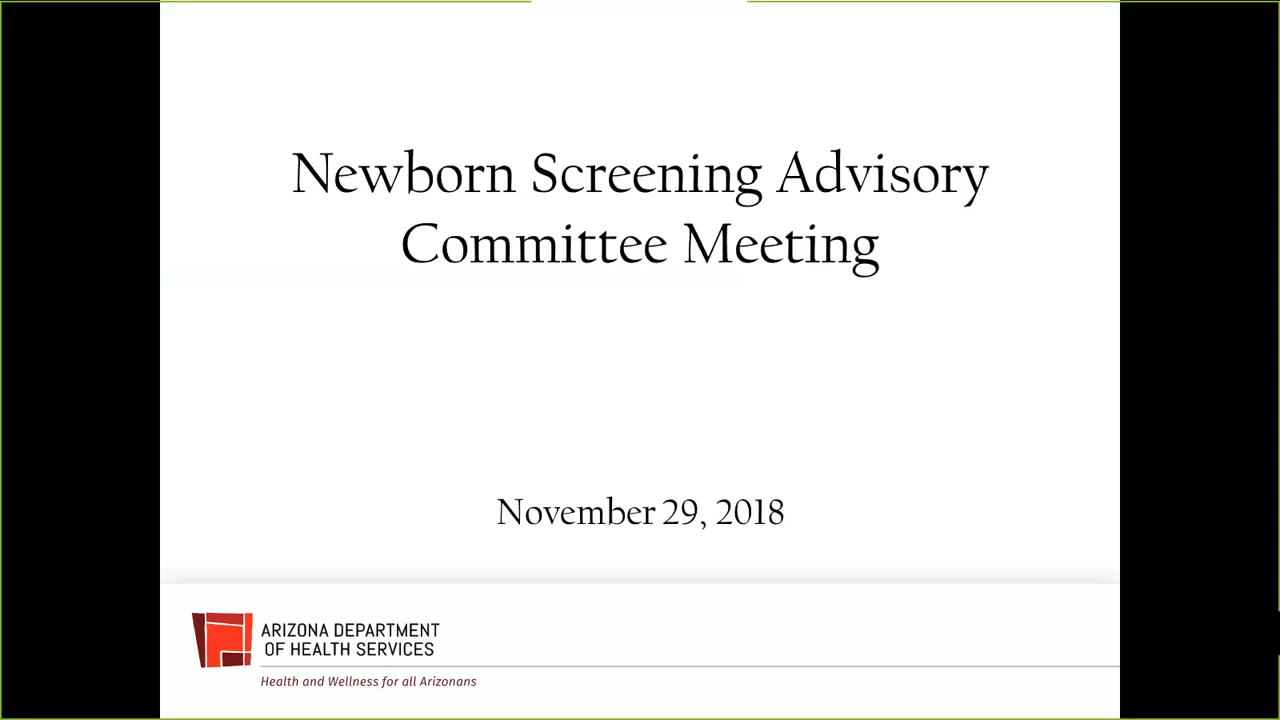 Newborn Screening Advisory
Committee Meeting
November 29, 2018
ARIZONA DEPARTMENT
OF HEALTH SERVICES
Health and Wellness for all Arizonans